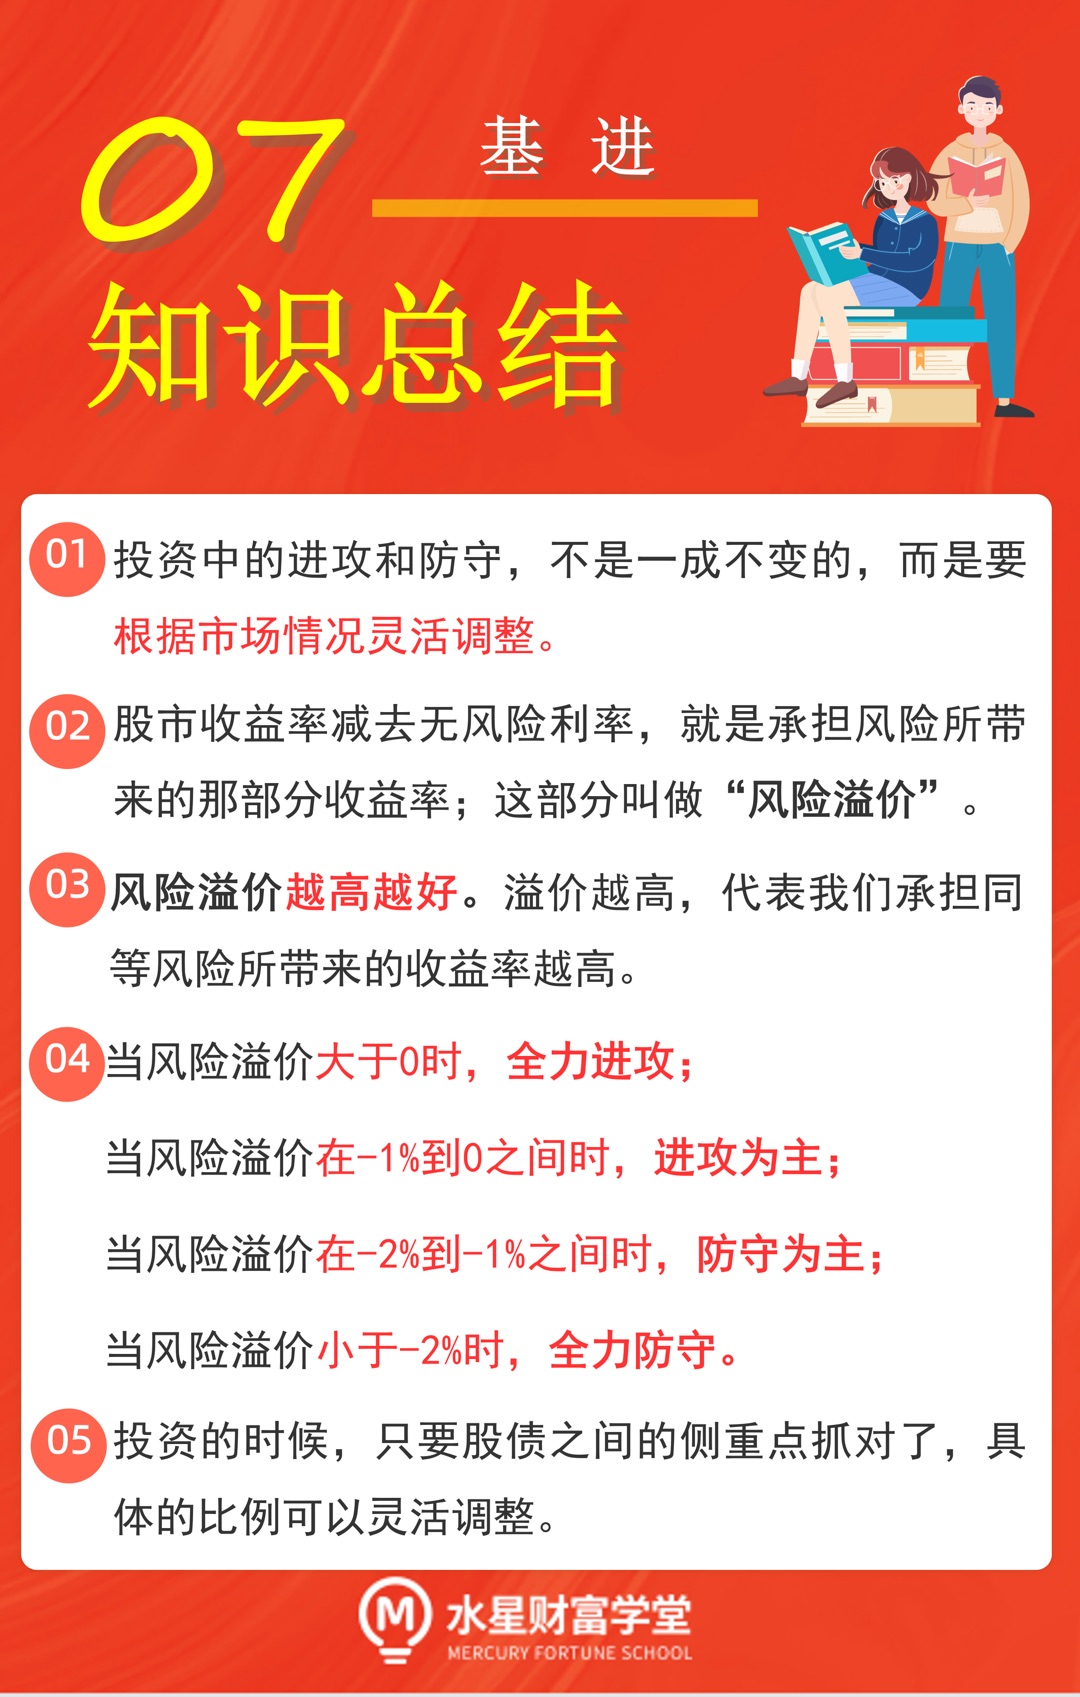 07
基 进
知识总结
01
投资中的进攻和防守，不是一成不变的，而是要
根据市场情况灵活调整。
02
股市收益率减去无风险利率，就是承担风险所带
来的那部分收益率；这部分叫做“风险溢价”。
03
风险溢价越高越好。溢价越高，代表我们承担同
等风险所带来的收益率越高。
04
当风险溢价大于0时，全力进攻；
当风险溢价在-1%到0之间时，进攻为主；
当风险溢价在-2%到-1%之间时，防守为主；
当风险溢价小于-2%时，全力防守。
05
投资的时候，只要股债之间的侧重点抓对了，具
体的比例可以灵活调整。
M
水星财富学堂
MERCURY FORTUNE SCHOOL